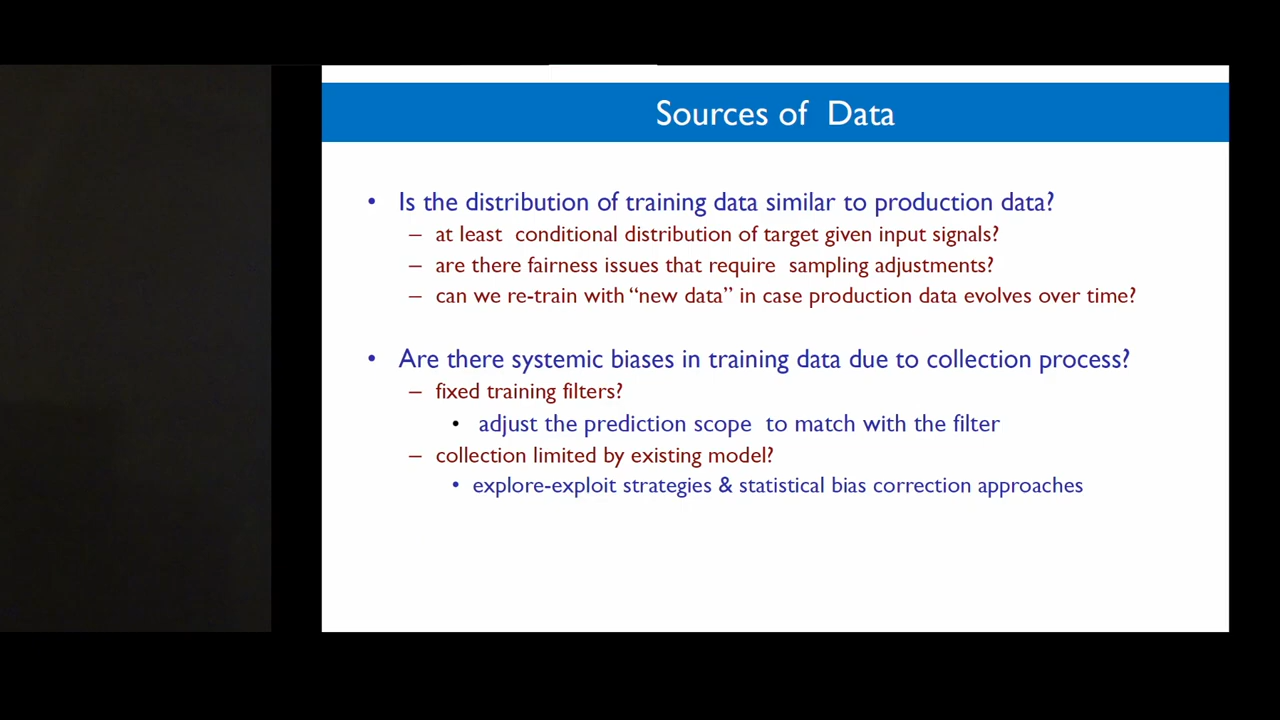 Sources of Data
• Is the distribution of training data similar to production data?
– at least conditional distribution of target given input signals?
– are there fairness issues that require sampling adjustments?
– can we re-train with “new data” in case production data evolves over time?
• Are there systemic biases in training data due to collection process?
– fixed training filters?
• adjust the prediction scope to match with the filter
– collection limited by existing model?
• explore-exploit strategies & statistical bias correction approaches